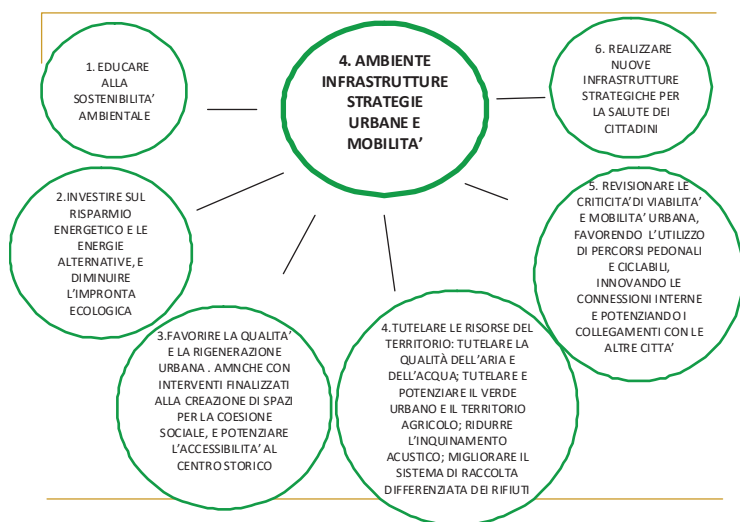 4. AMBIENTE
INFRASTRUTTURE
STRATEGIE
URBANE E
MOBILITA’
1. EDUCARE
ALLA
SOSTENIBILITA’
AMBIENTALE
2.INVESTIRE SUL
RISPARMIO
ENERGETICO E LE
ENERGIE
ALTERNATIVE, E
DIMINUIRE
L’IMPRONTA
ECOLOGICA
3.FAVORIRE LA QUALITA’
E LA RIGENERAZIONE
URBANA . AMNCHE CON
INTERVENTI FINALIZZATI
ALLA CREAZIONE DI SPAZI
PER LA COESIONE
SOCIALE, E POTENZIARE
L’ACCESSIBILITA’ AL
CENTRO STORICO
4.TUTELARE LE RISORSE DEL
TERRITORIO: TUTELARE LA
QUALITÀ DELL’ARIA E
DELL’ACQUA; TUTELARE E
POTENZIARE IL VERDE
URBANO E IL TERRITORIO
AGRICOLO; RIDURRE
L’INQUINAMENTO
ACUSTICO; MIGLIORARE IL
SISTEMA DI RACCOLTA
DIFFERENZIATA DEI RIFIUTI
5. REVISIONARE LE
CRITICITA’ DI VIABILITA’
E MOBILITA’ URBANA,
FAVORENDO L’UTILIZZO
DI PERCORSI PEDONALI
E CICLABILI,
INNOVANDO LE
CONNESSIONI INTERNE
E POTENZIANDO I
COLLEGAMENTI CON LE
ALTRE CITTA’
6. REALIZZARE
NUOVE
INFRASTRUTTURE
STRATEGICHE PER
LA SALUTE DEI
CITTADINI